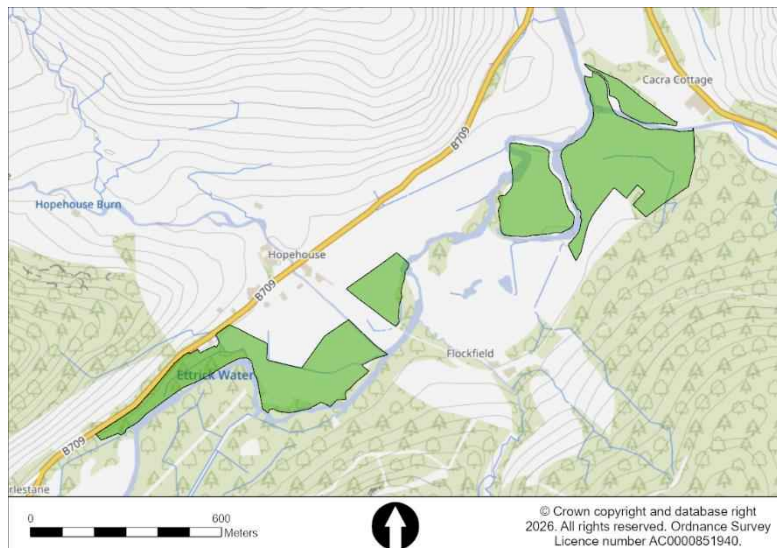 Cacra Cottage
B709
Hopehouse Burn
Hopehouse
B709
Flockfield
Ettrick Water
B709
rlestane
0 600
Meters
© Crown copyright and database right
2026. All rights reserved. Ordnance Survey
Licence number AC0000851940.